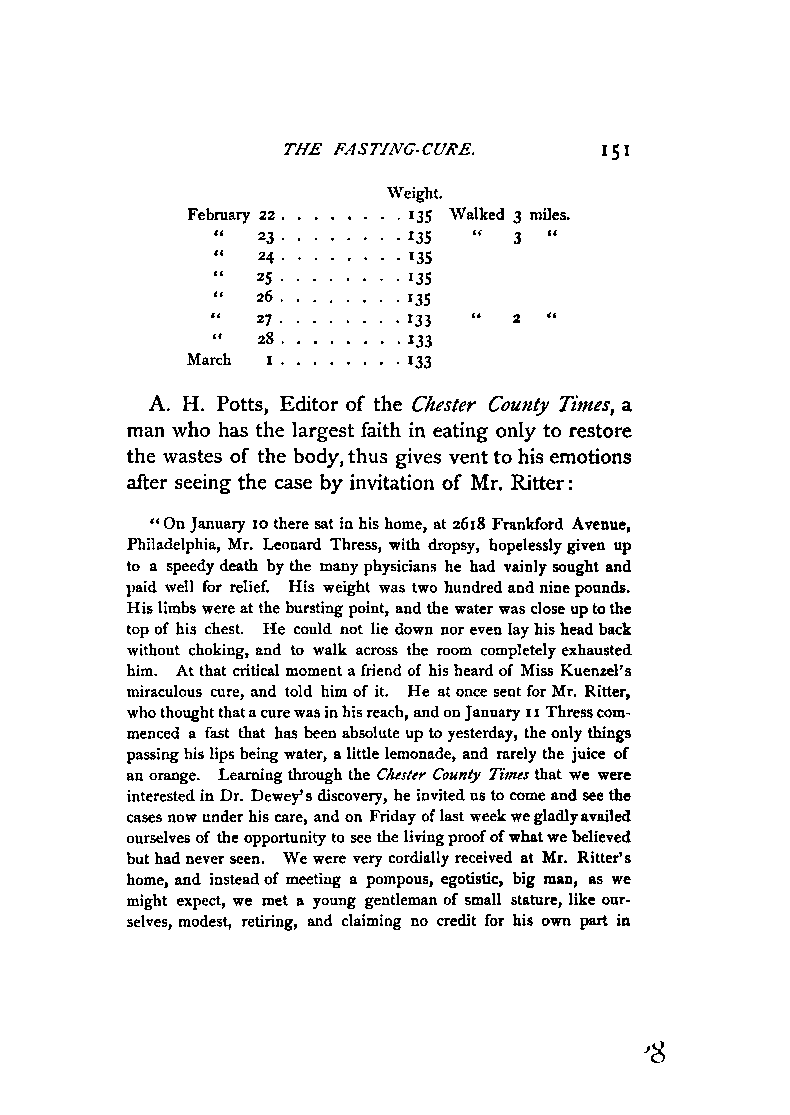 THE FASTING-CURE. 151
Weight.
February 22 . . . . . . . . 135 Walked 3 miles.
“ 23 . . . . . . . . 135 “ 3 “
“ 24 . . . . . . . . 135
“ 25 . . . . . . . . 135
“ 26 . . . . . . . . 135
“ 27 . . . . . . . . 133 “ 2 “
“ 28 . . . . . . . . 133
March 1 . . . . . . . . 133
A. H. Potts, Editor of the Chester County Times, a
man who has the largest faith in eating only to restore
the wastes of the body, thus gives vent to his emotions
after seeing the case by invitation of Mr. Ritter:
“On January 10 there sat in his home, at 2618 Frankford Avenue,
Philadelphia, Mr. Leonard Thress, with dropsy, hopelessly given up
to a speedy death by the many physicians he had vainly sought and
paid well for relief. His weight was two hundred and nine pounds.
His limbs were at the bursting point, and the water was close up to the
top of his chest. He could not lie down nor even lay his head back
without choking, and to walk across the room completely exhausted
him. At that critical moment a friend of his heard of Miss Kuenzel's
miraculous cure, and told him of it. He at once sent for Mr. Ritter,
who thought that a cure was in his reach, and on January 11 Thress com-
menced a fast that has been absolute up to yesterday, the only things
passing his lips being water, a little lemonade, and rarely the juice of
an orange. Learning through the Chester County Times that we were
interested in Dr. Dewey's discovery, he invited us to come and see the
cases now under his care, and on Friday of last week we gladly availed
ourselves of the opportunity to see the living proof of what we believed
but had never seen. We were very cordially received at Mr. Ritter's
home, and instead of meeting a pompous, egotistic, big man, as we
might expect, we met a young gentleman of small stature, like our-
selves, modest, retiring, and claiming no credit for his own part in